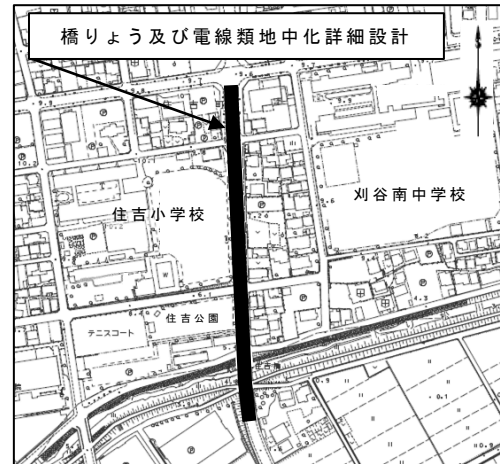 橋りょう及び電線類地中化詳細設計
住吉小学校
刈谷南中学校
住吉公園
テニスコート